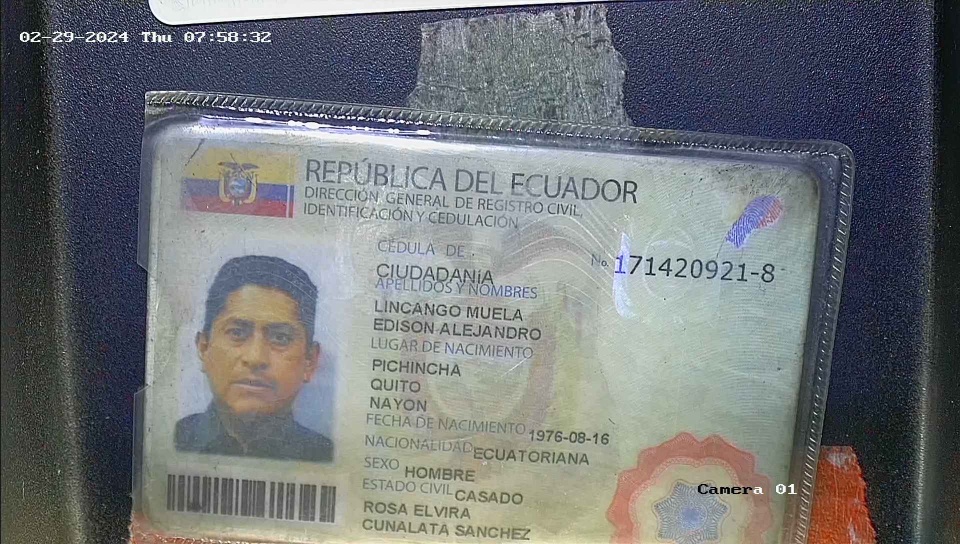 02-29-2024 Thu 07:58:32
REPÚBLICA DEL ECUADOR
DIRECCIÓN GENERAL DE REGISTRO CIVIL,
IDENTIFICACIÓN Y CEDULACIÓN
CÉDULA DE
No. 171420921-8
CIUDADANÍA
APELLIDOS Y NOMBRES
LINCANGO MUELA
EDISON ALEJANDRO
LUGAR DE NACIMIENTO
PICHINCHA
QUITO
NAYON
FECHA DE NACIMIENTO 1976-08-16
NACIONALIDAD ECUATORIANA
SEXO HOMBRE
ESTADO CIVIL CASADO
ROSA ELVIRA
CUNALATA SANCHEZ
Camera 01